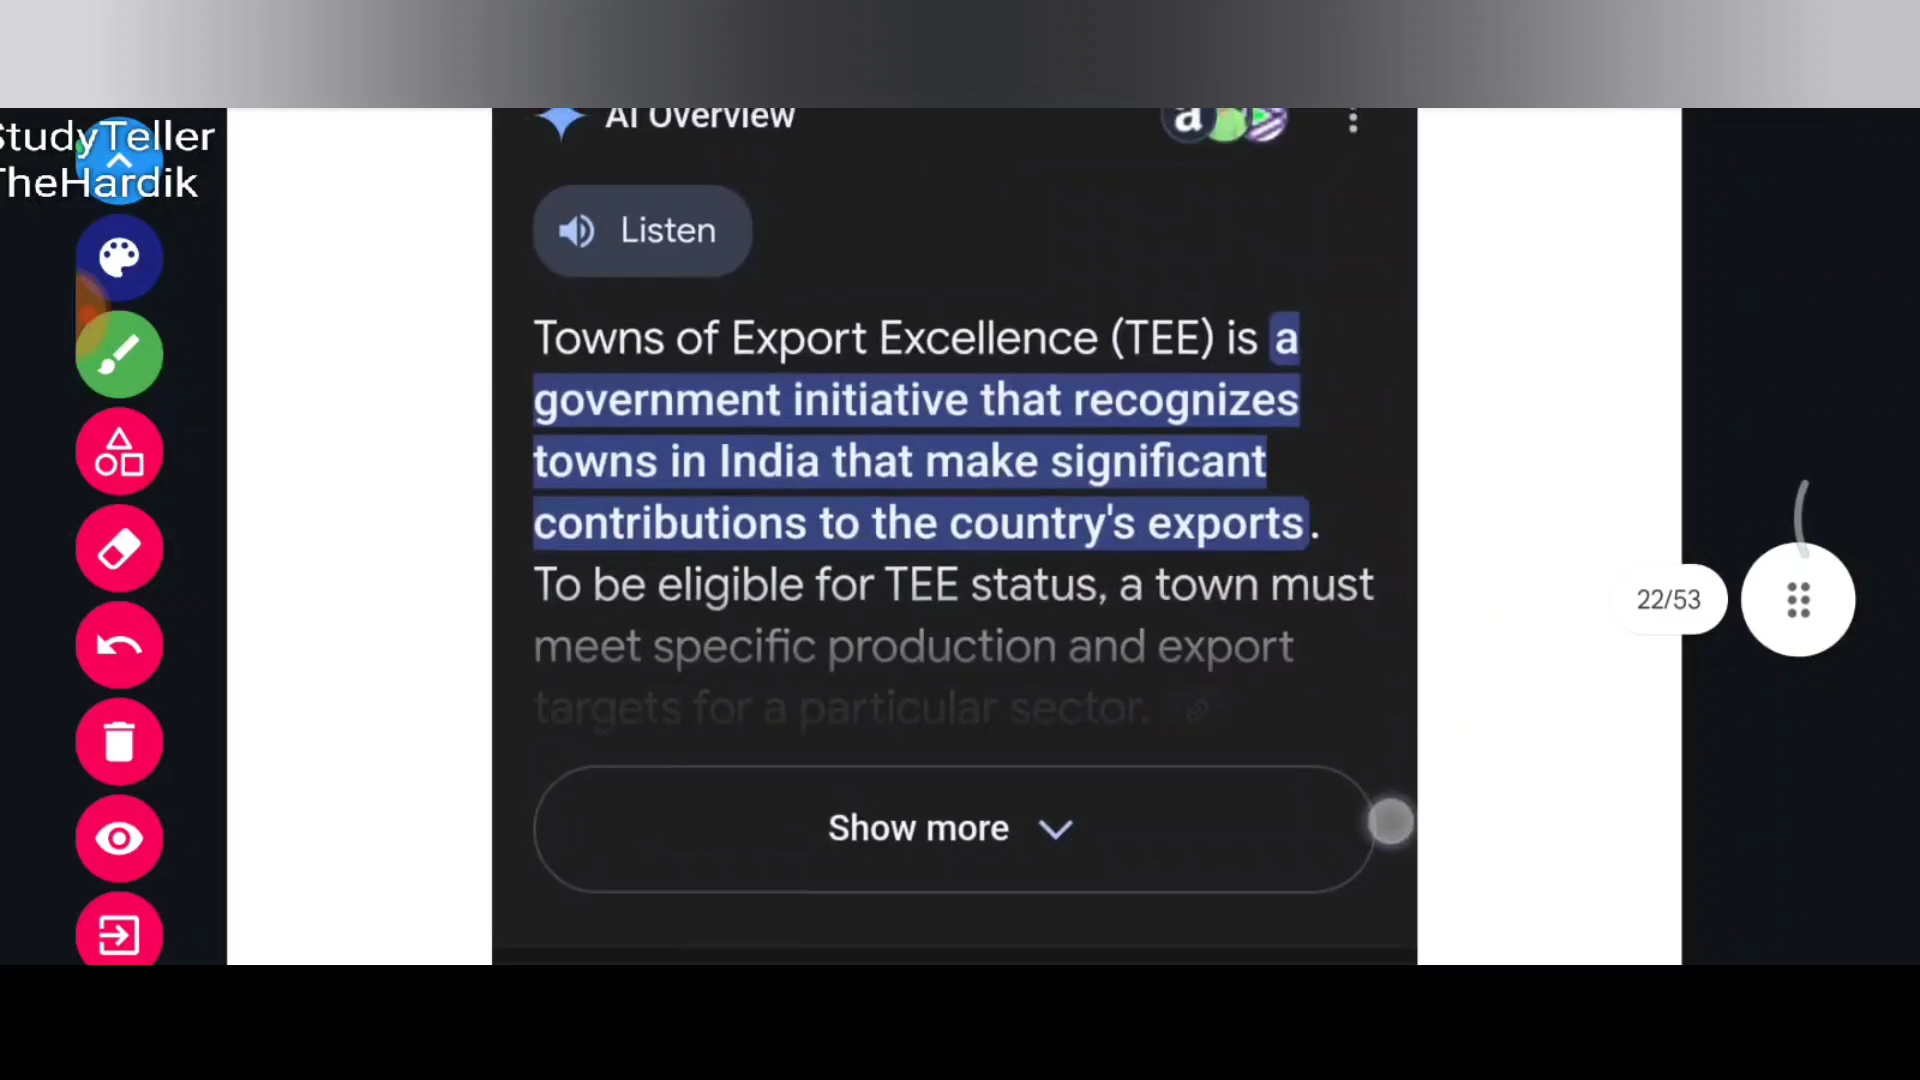 StudyTeller
TheHardik
AI Overview
a
Listen
Towns of Export Excellence (TEE) is a
government initiative that recognizes
towns in India that make significant
contributions to the country's exports.
To be eligible for TEE status, a town must
meet specific production and export
targets for a particular sector.
Show more
22/53